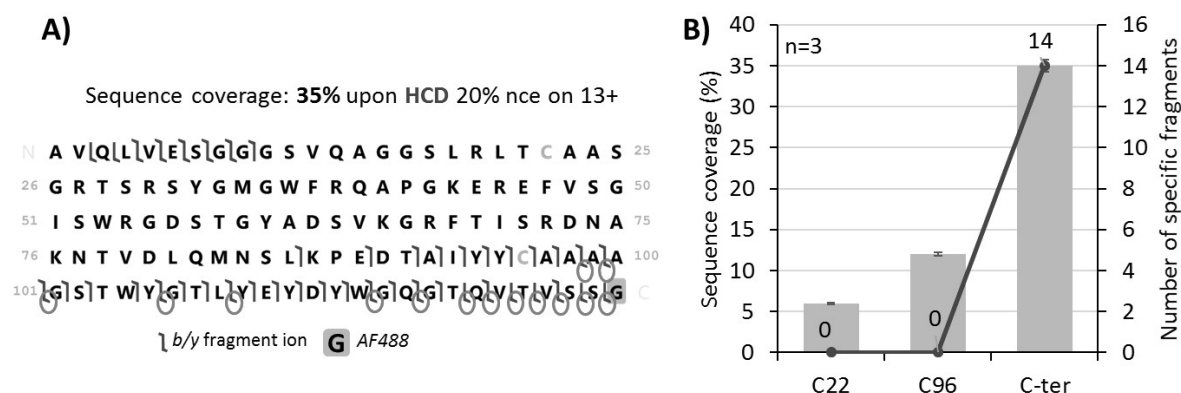 A)
Sequence coverage: 35% upon HCD 20% nce on 13+
N A V Q L V E S G G G S V Q A G G S L R L T C A A S 25
26 G R T S R S Y G M G W F R Q A P G K E R E F V S G 50
51 I S W R G D S T G Y A D S V K G R F T I S R D N A 75
76 K N T V D L Q M N S L K P E D T A I Y Y C A A A A 100
101 G S T W Y G T L Y E Y D Y W G Q G T Q V T V S S G C
b/y fragment ion G AF488
B)
n=3
Sequence coverage (%)
40
35
30
25
20
15
10
5
0
0
0
14
16
14
12
10
8
6
4
2
0
Number of specific fragments
C22 C96 C-ter